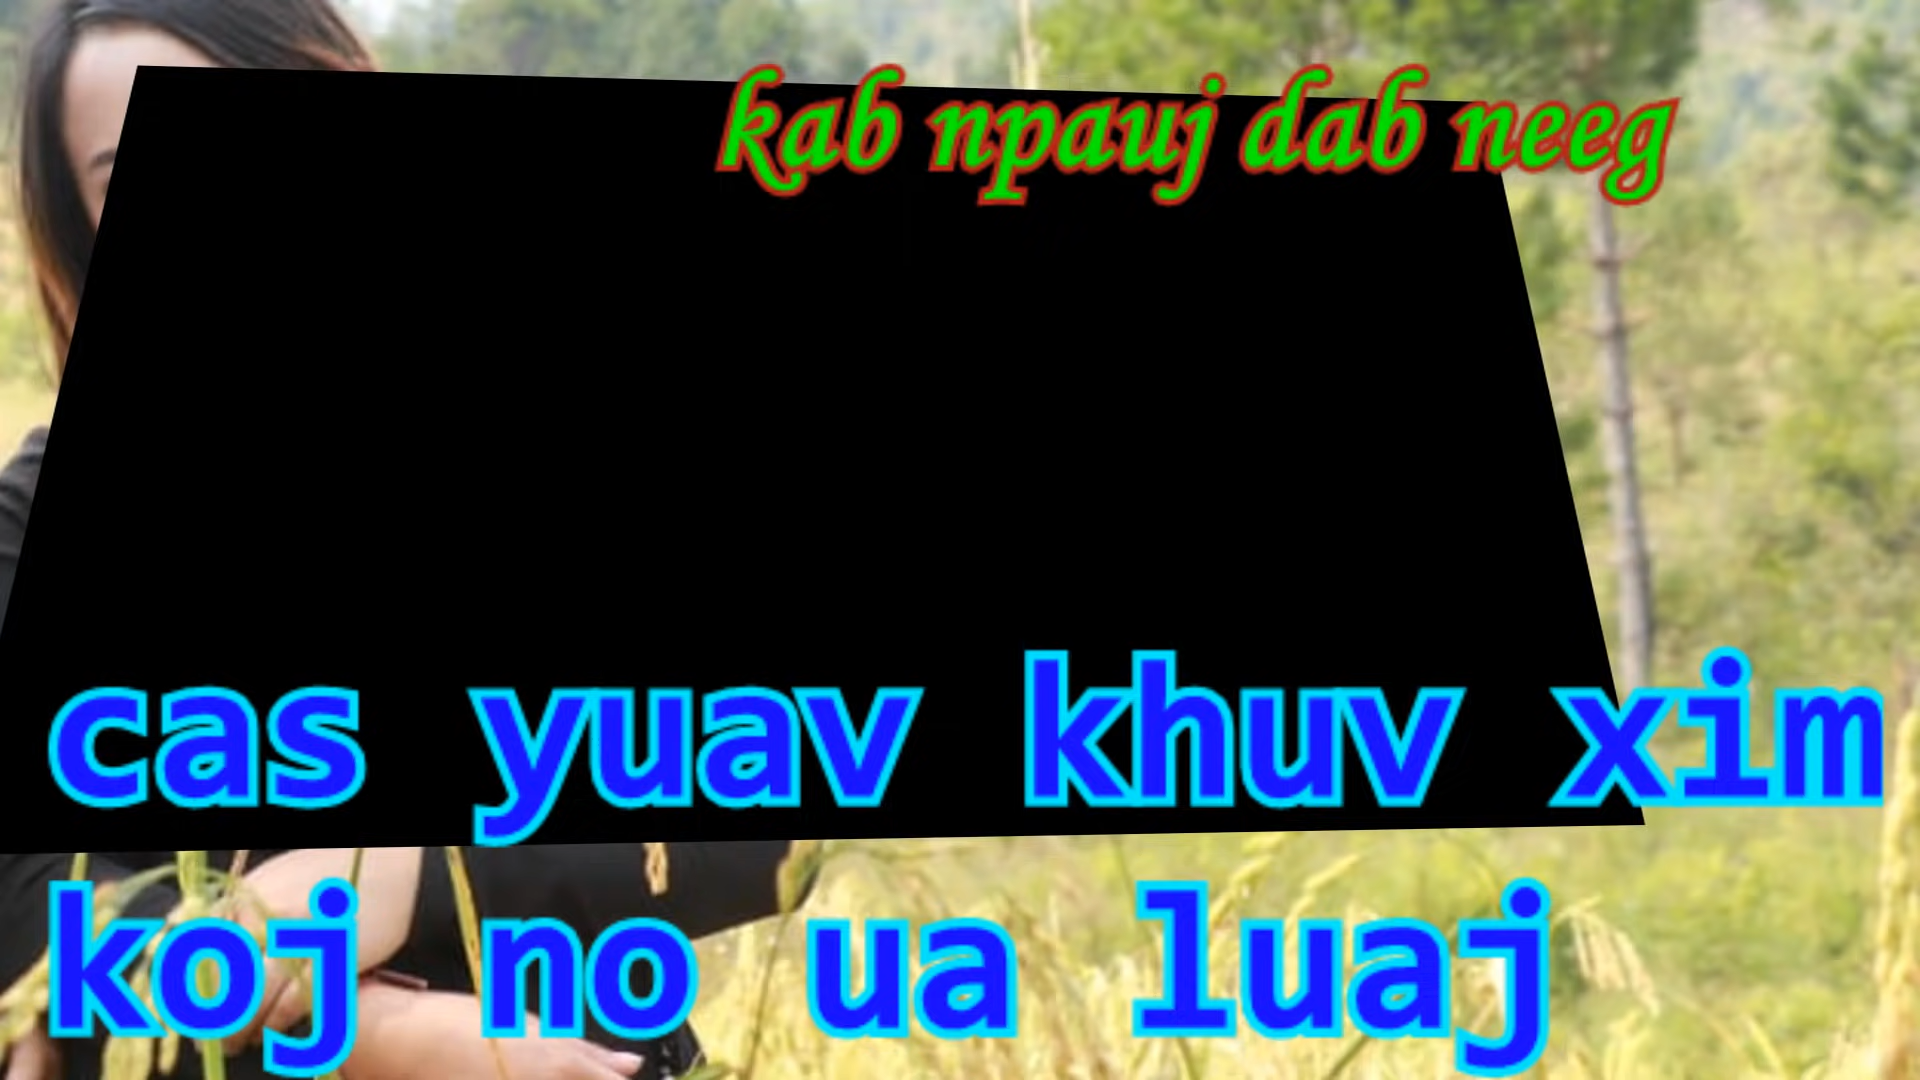 kab npauj dab neeg
cas yuav khuv xim
koj no ua luaj